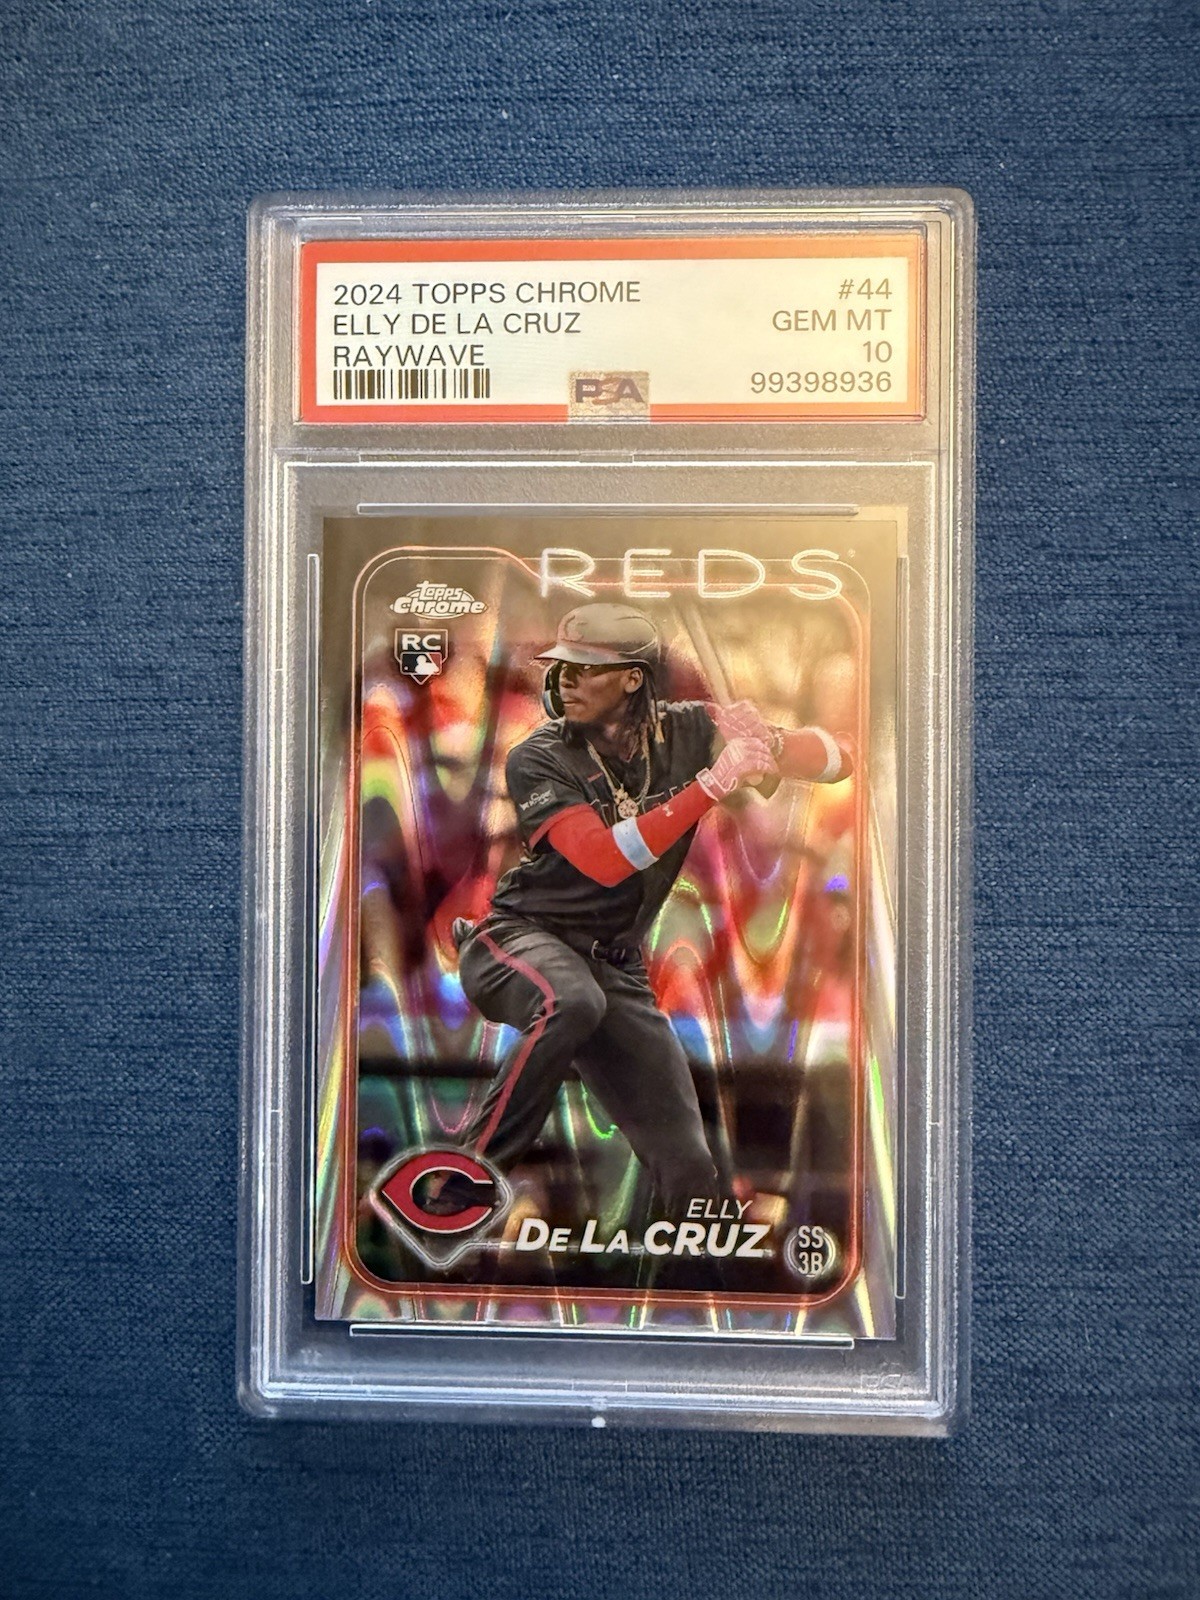 2024 TOPPS CHROME #44
ELLY DE LA CRUZ GEM MT
RAYWAVE 10
PSA 99398936
REDS
Topps
Chrome
RC
ELLY
DE LA CRUZ
SS
3B